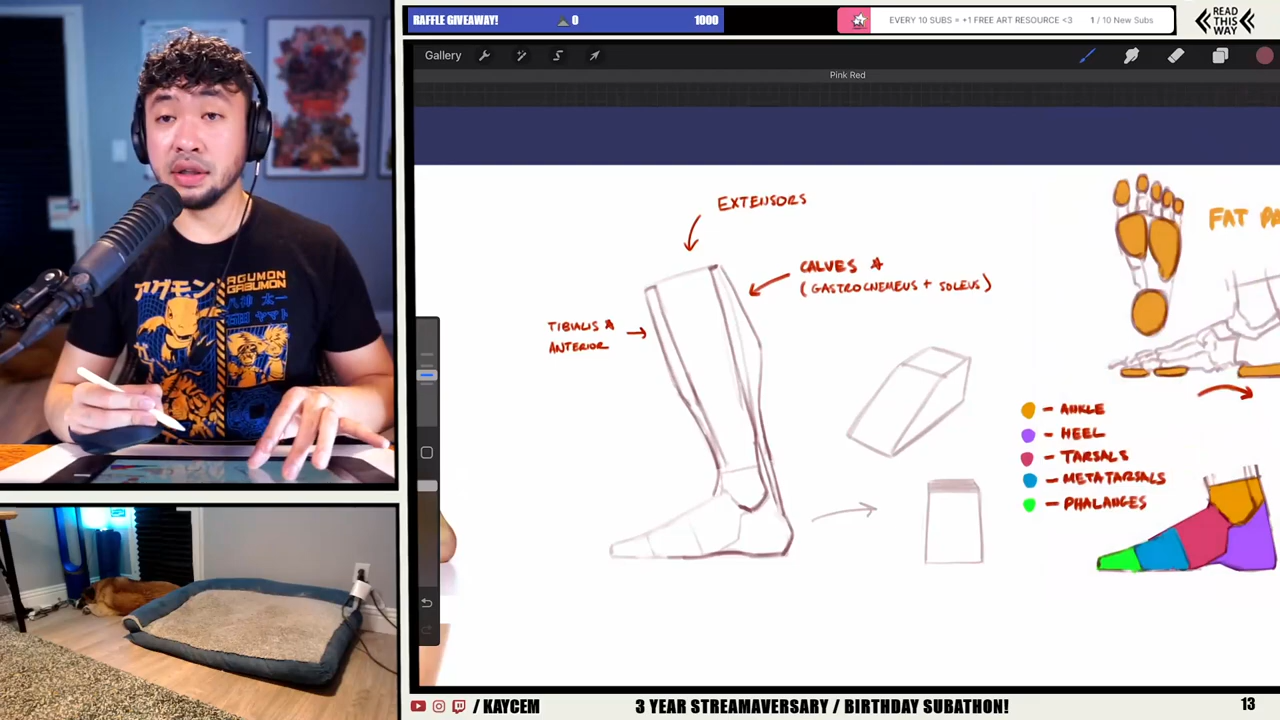 RAFFLE GIVEAWAY!
0
1000
EVERY 10 SUBS = +1 FREE ART RESOURCE <3
1 / 10 New Subs
READ
THIS
WAY
Gallery
Pink Red
EXTENSORS
CALVES
(GASTROCNEMEUS + SOLEUS)
TIBIALIS
ANTERIOR
FAT PA
- ANKLE
- HEEL
- TARSALS
- METATARSALS
- PHALANGES
アグモン
AGUMON
GABUMON
/ KAYCEM
3 YEAR STREAMAVERSARY / BIRTHDAY SUBATHON!
13